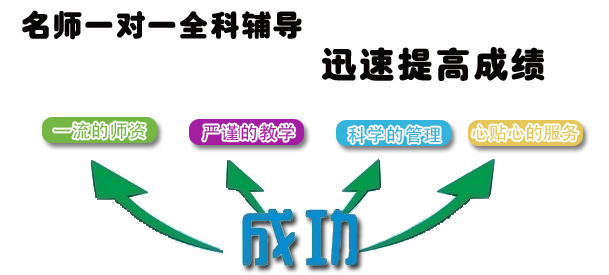 名师一对一全科辅导
迅速提高成绩
一流的师资
严谨的教学
科学的管理
心贴心的服务
成功